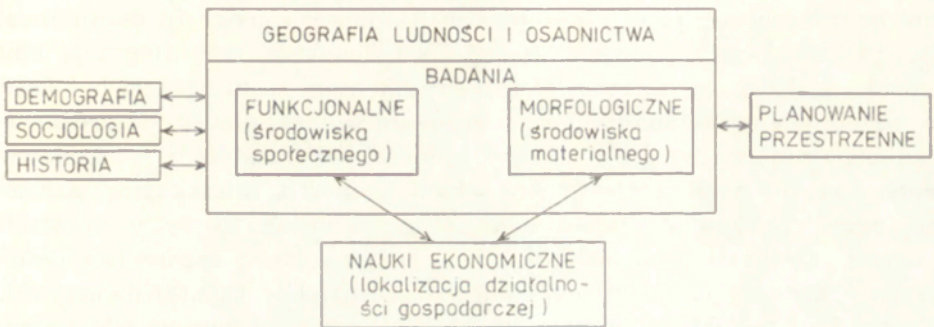 GEOGRAFIA LUDNOŚCI I OSADNICTWA
BADANIA
DEMOGRAFIA
SOCJOLOGIA
HISTORIA
FUNKCJONALNE
(środowiska
społecznego)
MORFOLOGICZNE
(środowiska
materialnego)
PLANOWANIE
PRZESTRZENNE
NAUKI EKONOMICZNE
(lokalizacja działalno-
ści gospodarczej)